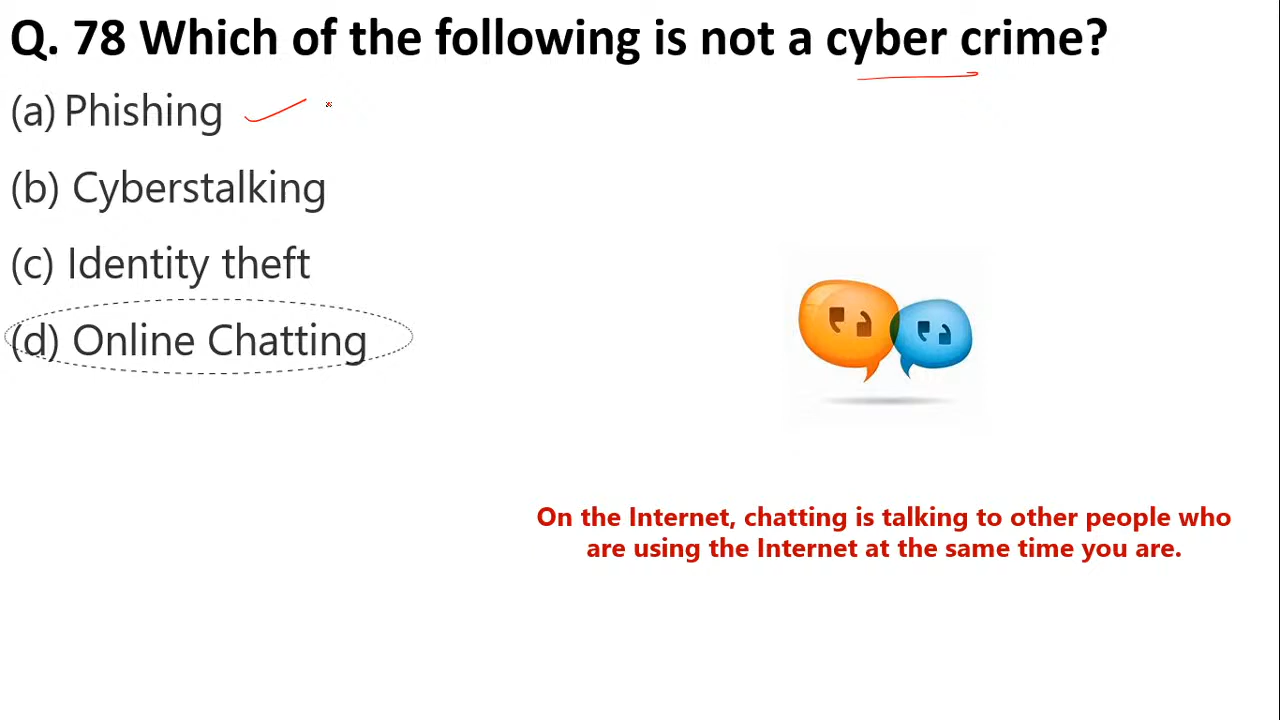 Q. 78 Which of the following is not a cyber crime?
(a) Phishing
(b) Cyberstalking
(c) Identity theft
(d) Online Chatting
On the Internet, chatting is talking to other people who
are using the Internet at the same time you are.